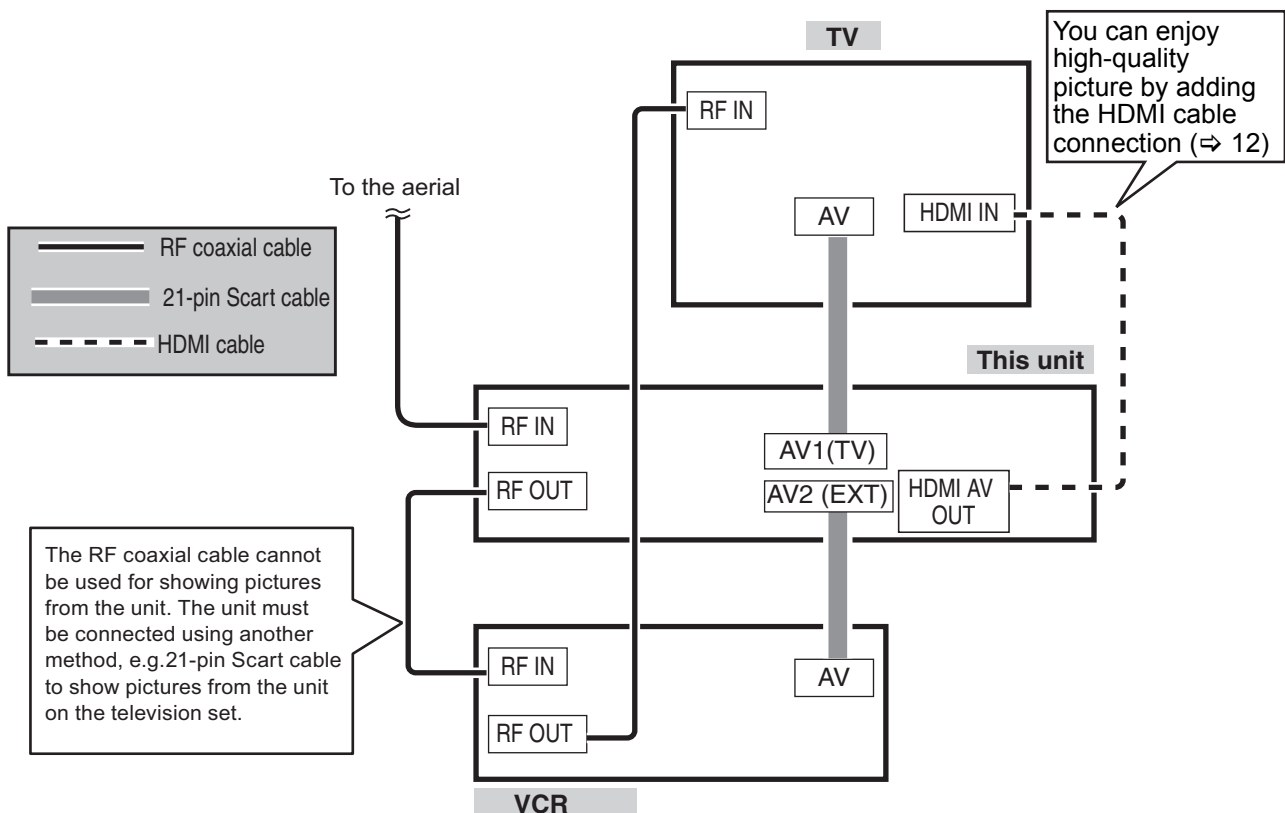 TV
You can enjoy
high-quality
picture by adding
the HDMI cable
connection (⇨ 12)
RF IN
To the aerial
AV
HDMI IN
RF coaxial cable
21-pin Scart cable
HDMI cable
This unit
RF IN
AV1(TV)
RF OUT
AV2 (EXT)
HDMI AV
OUT
The RF coaxial cable cannot
be used for showing pictures
from the unit. The unit must
be connected using another
method, e.g.21-pin Scart cable
to show pictures from the unit
on the television set.
RF IN
AV
RF OUT
VCR